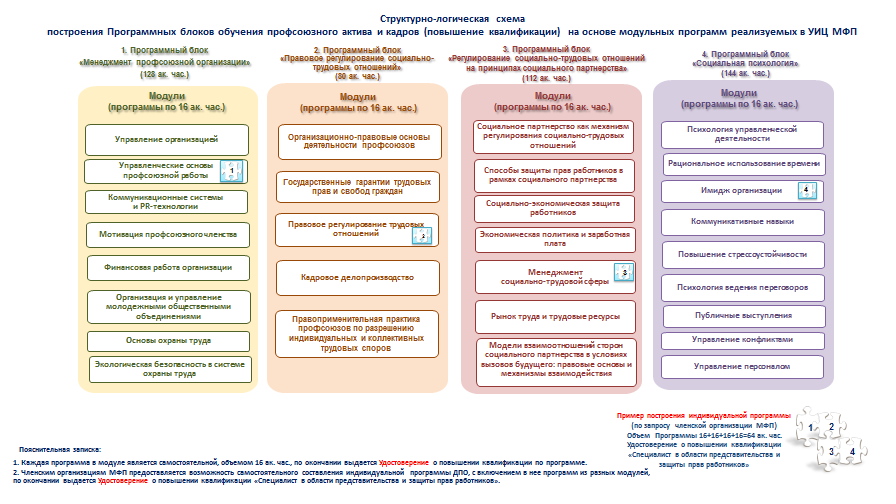 Структурно-логическая схема
построения Программных блоков обучения профсоюзного актива и кадров (повышение квалификации) на основе модульных программ реализуемых в УИЦ МФП
1. Программный блок
«Менеджмент профсоюзной организации»
(128 ак. час.)
Модули
(программы по 16 ак. час.)
Управление организацией
Управленческие основы
профсоюзной работы
1
Коммуникационные системы
и PR-технологии
Мотивация профсоюзного членства
Финансовая работа организации
Организация и управление
молодежными общественными
объединениями
Основы охраны труда
Экологическая безопасность в системе
охраны труда
2. Программный блок
«Правовое регулирование социально-
трудовых отношений»
(80 ак. час.)
Модули
(программы по 16 ак. час.)
Организационно-правовые основы
деятельности профсоюзов
Государственные гарантии трудовых
прав и свобод граждан
Правовое регулирование трудовых
отношений
2
Кадровое делопроизводство
Правоприменительная практика
профсоюзов по разрешению
индивидуальных и коллективных
трудовых споров
3. Программный блок
«Регулирование социально-трудовых отношений
на принципах социального партнерства»
(112 ак. час.)
Модули
(программы по 16 ак. час.)
Социальное партнерство как механизм
регулирования социально-трудовых
отношений
Способы защиты прав работников в
рамках социального партнерства
Социально-экономическая защита
работников
Экономическая политика и заработная
плата
Менеджмент
социально-трудовой сферы
3
Рынок труда и трудовые ресурсы
Модели взаимоотношений сторон
социального партнерства в условиях
вызовов будущего: правовые основы и
механизмы взаимодействия
4. Программный блок
«Социальная психология»
(144 ак. час.)
Модули
(программы по 16 ак. час.)
Психология управленческой
деятельности
Рациональное использование времени
Имидж организации
4
Коммуникативные навыки
Повышение стрессоустойчивости
Психология ведения переговоров
Публичные выступления
Управление конфликтами
Управление персоналом
Пример построения индивидуальной программы
(по запросу членской организации МФП)
Объем Программы 16+16+16+16=64 ак. час.
Удостоверение о повышении квалификации
«Специалист в области представительства и
защиты прав работников»
1 2
3 4
Пояснительная записка:
1. Каждая программа в модуле является самостоятельной, объемом 16 ак. час., по окончании выдается Удостоверение о повышении квалификации по программе.
2. Членским организациям МФП предоставляется возможность самостоятельного составления индивидуальной программы ДПО, с включением в нее программ из разных модулей,
по окончании выдается Удостоверение о повышении квалификации «Специалист в области представительства и защиты прав работников».